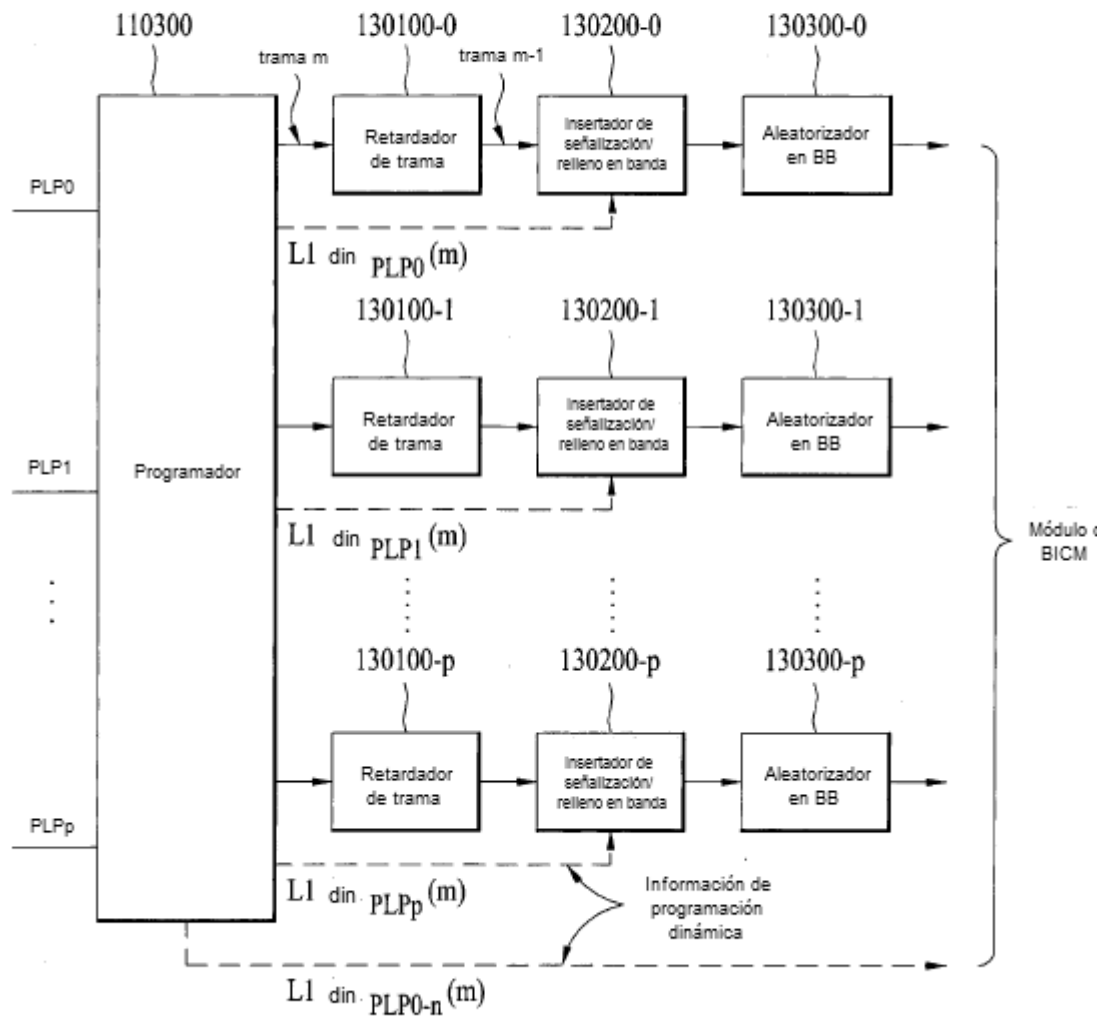 110300
130100-0
130200-0
130300-0
trama m
trama m-1
Retardador
de trama
Insertador de
señalización/
relleno en banda
Aleatorizador
en BB
PLP0
L1 din PLP0(m)
130100-1
130200-1
130300-1
Retardador
de trama
Insertador de
señalización/
relleno en banda
Aleatorizador
en BB
PLP1
Programador
L1 din PLP1(m)
Módulo d
BICM
130100-p
130200-p
130300-p
Retardador
de trama
Insertador de
señalización/
relleno en banda
Aleatorizador
en BB
PLPp
L1 din PLPp(m)
Información de
programación
dinámica
L1 din PLP0-n(m)